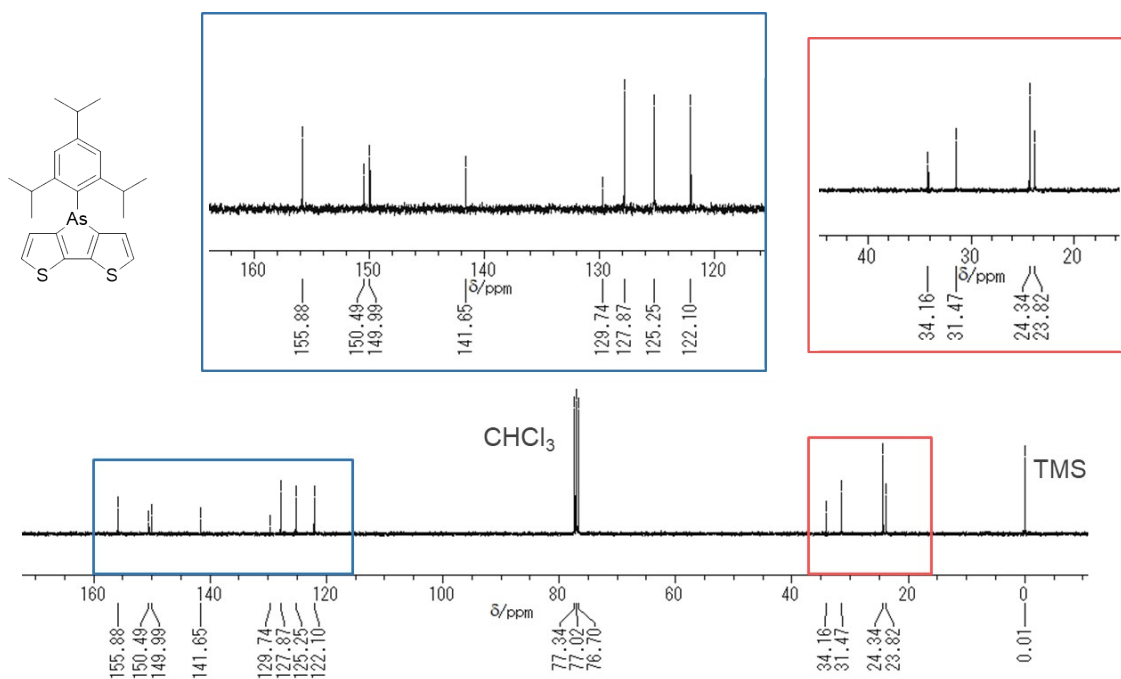 As
S S
160 150 140 130 120
δ/ppm
155.88 150.49 149.99 141.65 129.74 127.87 125.25 122.10
40 30 20
δ/ppm
34.16 31.47 24.34 23.82
CHCl₃
TMS
160 140 120 100 80 60 40 20 0
δ/ppm
155.88 150.49 149.99 141.65 129.74 127.87 125.25 122.10 77.34 77.02 76.70 34.16 31.47 24.34 23.82 0.01